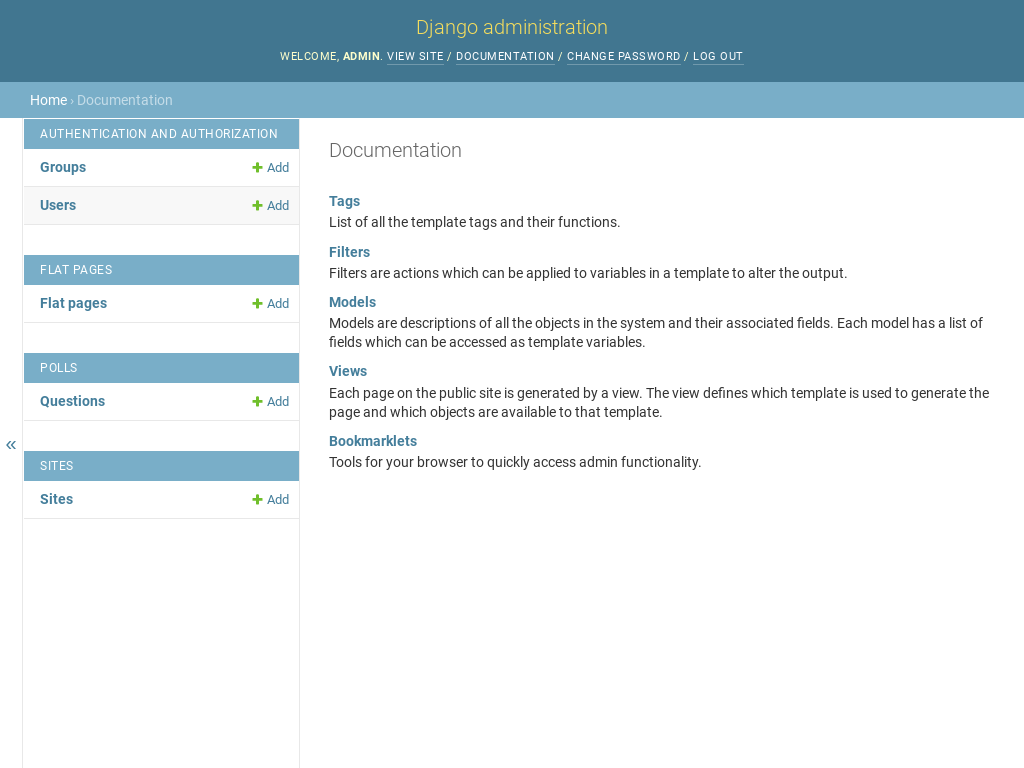 Django administration
WELCOME, ADMIN. VIEW SITE / DOCUMENTATION / CHANGE PASSWORD / LOG OUT
Home › Documentation
AUTHENTICATION AND AUTHORIZATION
Groups Add
Users Add
FLAT PAGES
Flat pages Add
POLLS
Questions Add
SITES
Sites Add
«
Documentation
Tags
List of all the template tags and their functions.
Filters
Filters are actions which can be applied to variables in a template to alter the output.
Models
Models are descriptions of all the objects in the system and their associated fields. Each model has a list of
fields which can be accessed as template variables.
Views
Each page on the public site is generated by a view. The view defines which template is used to generate the
page and which objects are available to that template.
Bookmarklets
Tools for your browser to quickly access admin functionality.